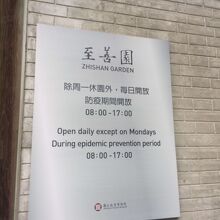 至善園
ZHISHAN GARDEN
除周一休園外，每日開放
防疫期間開放
08:00-17:00
Open daily except on Mondays
During epidemic prevention period
08:00-17:00